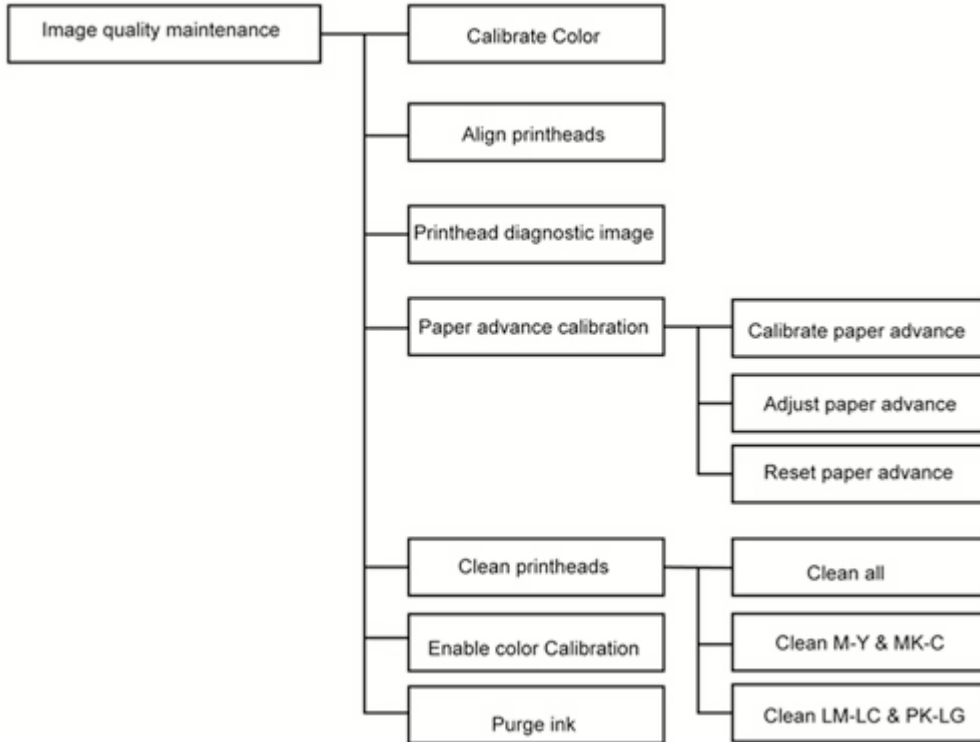 Image quality maintenance
Calibrate Color
Align printheads
Printhead diagnostic image
Paper advance calibration
Calibrate paper advance
Adjust paper advance
Reset paper advance
Clean printheads
Clean all
Enable color Calibration
Clean M-Y & MK-C
Purge ink
Clean LM-LC & PK-LG